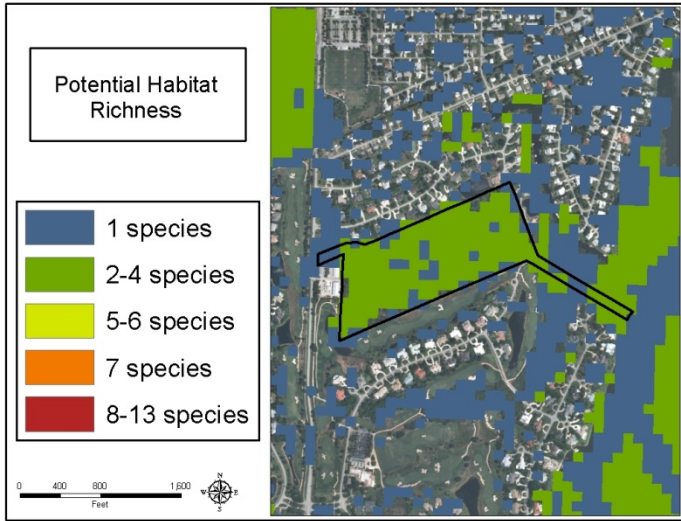 Potential Habitat
Richness
1 species
2-4 species
5-6 species
7 species
8-13 species
0 400 800 1,600
Feet
N
W E
S